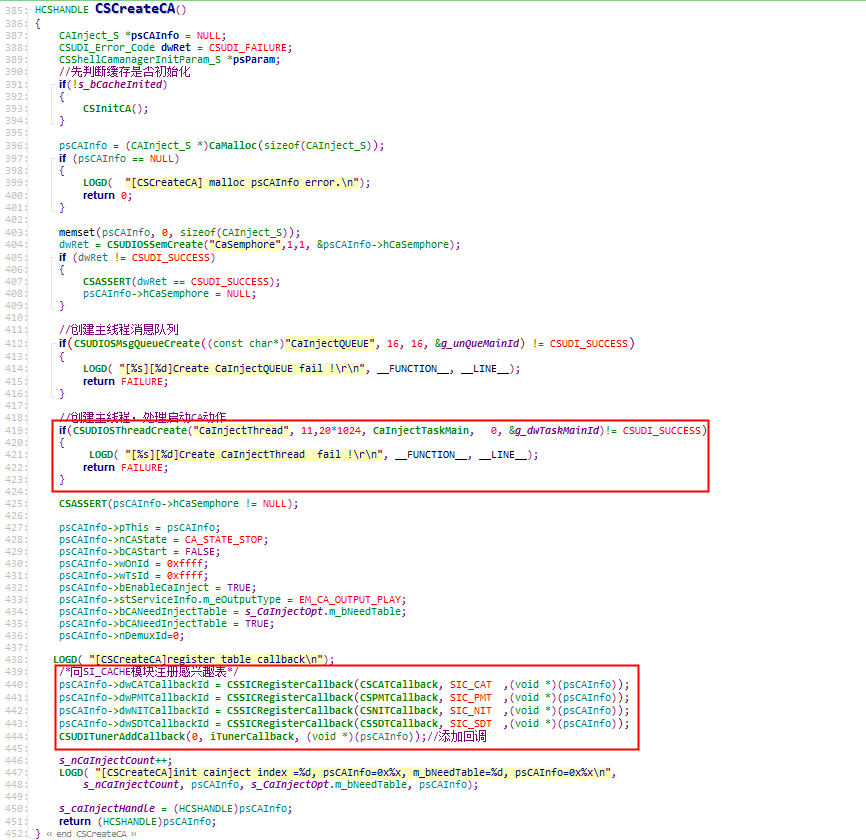 385: HCSHANDLE CSCreateCA()
386: {
387: CAInject_S *psCAInfo = NULL;
388: CSUDI_Error_Code dwRet = CSUDI_FAILURE;
389: CSShellCamanagerInitParam_S *psParam;
390: //先判断缓存是否初始化
391: if(!s_bCacheInited)
392: {
393: CSInitCA();
394: }
395:
396: psCAInfo = (CAInject_S *)CaMalloc(sizeof(CAInject_S));
397: if (psCAInfo == NULL)
398: {
399: LOGD( "[CSCreateCA] malloc psCAInfo error.\n");
400: return 0;
401: }
402:
403: memset(psCAInfo, 0, sizeof(CAInject_S));
404: dwRet = CSUDIOSSemCreate("CaSemphore",1,1, &psCAInfo->hCaSemphore);
405: if (dwRet != CSUDI_SUCCESS)
406: {
407: CSASSERT(dwRet == CSUDI_SUCCESS);
408: psCAInfo->hCaSemphore = NULL;
409: }
410:
411: //创建主线程消息队列
412: if(CSUDIOSMsgQueueCreate((const char*)"CaInjectQUEUE", 16, 16, &g_unQueMainId) != CSUDI_SUCCESS)
413: {
414: LOGD( "[%s][%d]Create CaInjectQUEUE fail !\r\n", __FUNCTION__, __LINE__);
415: return FAILURE;
416: }
417:
418: //创建主线程，处理启动CA动作
419: if(CSUDIOSThreadCreate("CaInjectThread", 11,20*1024, CaInjectTaskMain, 0, &g_dwTaskMainId)!= CSUDI_SUCCESS)
420: {
421: LOGD( "[%s][%d]Create CaInjectThread fail !\r\n", __FUNCTION__, __LINE__);
422: return FAILURE;
423: }
424:
425: CSASSERT(psCAInfo->hCaSemphore != NULL);
426:
427: psCAInfo->pThis = psCAInfo;
428: psCAInfo->nCAState = CA_STATE_STOP;
429: psCAInfo->bCAStart = FALSE;
430: psCAInfo->wOnId = 0xffff;
431: psCAInfo->wTsId = 0xffff;
432: psCAInfo->bEnableCaInject = TRUE;
433: psCAInfo->stServiceInfo.m_eOutputType = EM_CA_OUTPUT_PLAY;
434: psCAInfo->bCANeedInjectTable = s_CaInjectOpt.m_bNeedTable;
435: psCAInfo->bCANeedInjectTable = TRUE;
436: psCAInfo->nDemuxId=0;
437:
438: LOGD( "[CSCreateCA]register table callback\n");
439: /*向SI_CACHE模块注册感兴趣表*/
440: psCAInfo->dwCATCallbackId = CSSICRegisterCallback(CSCATCallback, SIC_CAT ,(void *)(psCAInfo));
441: psCAInfo->dwPMTCallbackId = CSSICRegisterCallback(CSPMTCallback, SIC_PMT ,(void *)(psCAInfo));
442: psCAInfo->dwNITCallbackId = CSSICRegisterCallback(CSNITCallback, SIC_NIT ,(void *)(psCAInfo));
443: psCAInfo->dwSDTCallbackId = CSSICRegisterCallback(CSSDTCallback, SIC_SDT ,(void *)(psCAInfo));
444: CSUDITunerAddCallback(0, iTunerCallback, (void *)(psCAInfo));//添加回调
445:
446: s_nCaInjectCount++;
447: LOGD( "[CSCreateCA]init cainject index =%d, psCAInfo=0x%x, m_bNeedTable=%d, psCAInfo=0x%x\n",
448: s_nCaInjectCount, psCAInfo, s_CaInjectOpt.m_bNeedTable, psCAInfo);
449:
450: s_caInjectHandle = (HCSHANDLE)psCAInfo;
451: return (HCSHANDLE)psCAInfo;
452: } « end CSCreateCA »